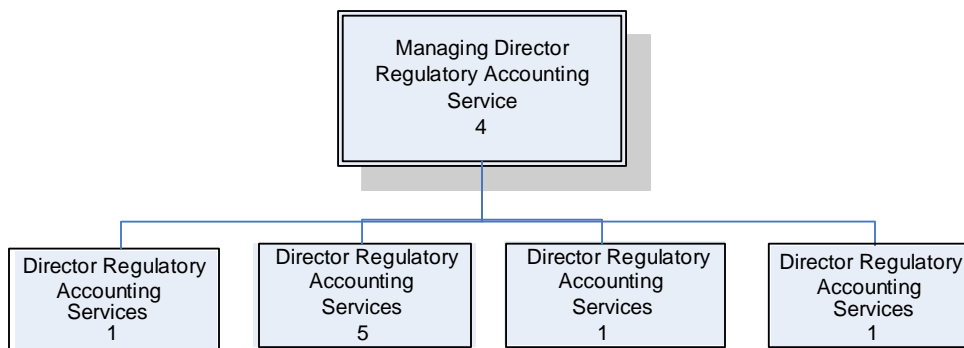 Managing Director
Regulatory Accounting
Service
4
Director Regulatory
Accounting
Services
1
Director Regulatory
Accounting
Services
5
Director Regulatory
Accounting
Services
1
Director Regulatory
Accounting
Services
1